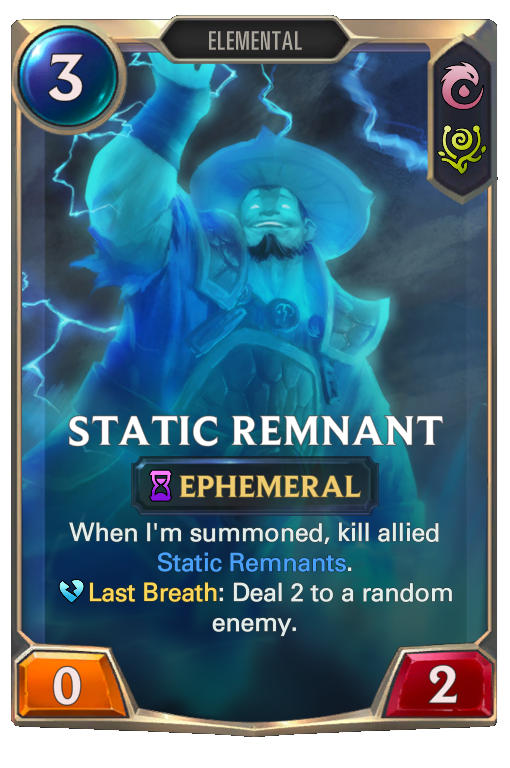 3
ELEMENTAL
STATIC REMNANT
EPHEMERAL
When I'm summoned, kill allied
Static Remnants.
Last Breath: Deal 2 to a random
enemy.
0
2